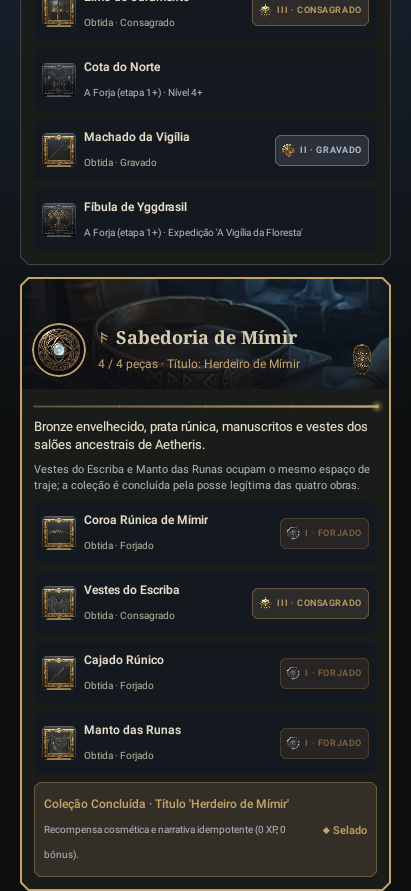 Obtida · Consagrado
III · CONSAGRADO
Cota do Norte
A Forja (etapa 1+) · Nível 4+
Machado da Vigília
Obtida · Gravado
II · GRAVADO
Fíbula de Yggdrasil
A Forja (etapa 1+) · Expedição 'A Vigília da Floresta'
ᚨ Sabedoria de Mímir
4 / 4 peças · Título: Herdeiro de Mímir
Bronze envelhecido, prata rúnica, manuscritos e vestes dos
salões ancestrais de Aetheris.
Vestes do Escriba e Manto das Runas ocupam o mesmo espaço de
traje; a coleção é concluída pela posse legítima das quatro obras.
Coroa Rúnica de Mímir
Obtida · Forjado
I · FORJADO
Vestes do Escriba
Obtida · Consagrado
III · CONSAGRADO
Cajado Rúnico
Obtida · Forjado
I · FORJADO
Manto das Runas
Obtida · Forjado
I · FORJADO
Coleção Concluída · Título 'Herdeiro de Mímir'
Recompensa cosmética e narrativa idempotente (0 XP, 0
bônus).
◆ Selado